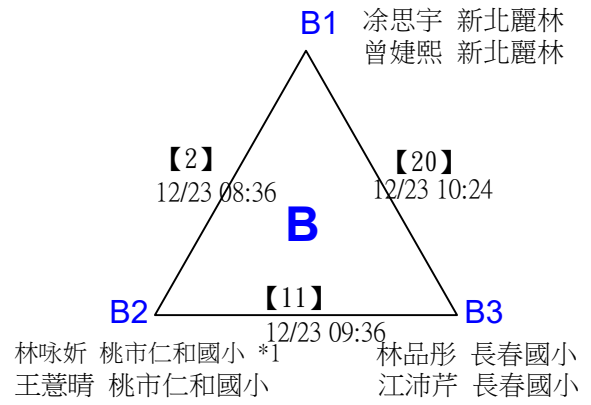 B1 凃思宇 新北麗林
曾婕熙 新北麗林
【2】
12/23 08:36
【20】
12/23 10:24
B
【11】
12/23 09:36
B2
B3
林咏妡 桃市仁和國小 *1
王薏晴 桃市仁和國小
林品彤 長春國小
江沛芹 長春國小